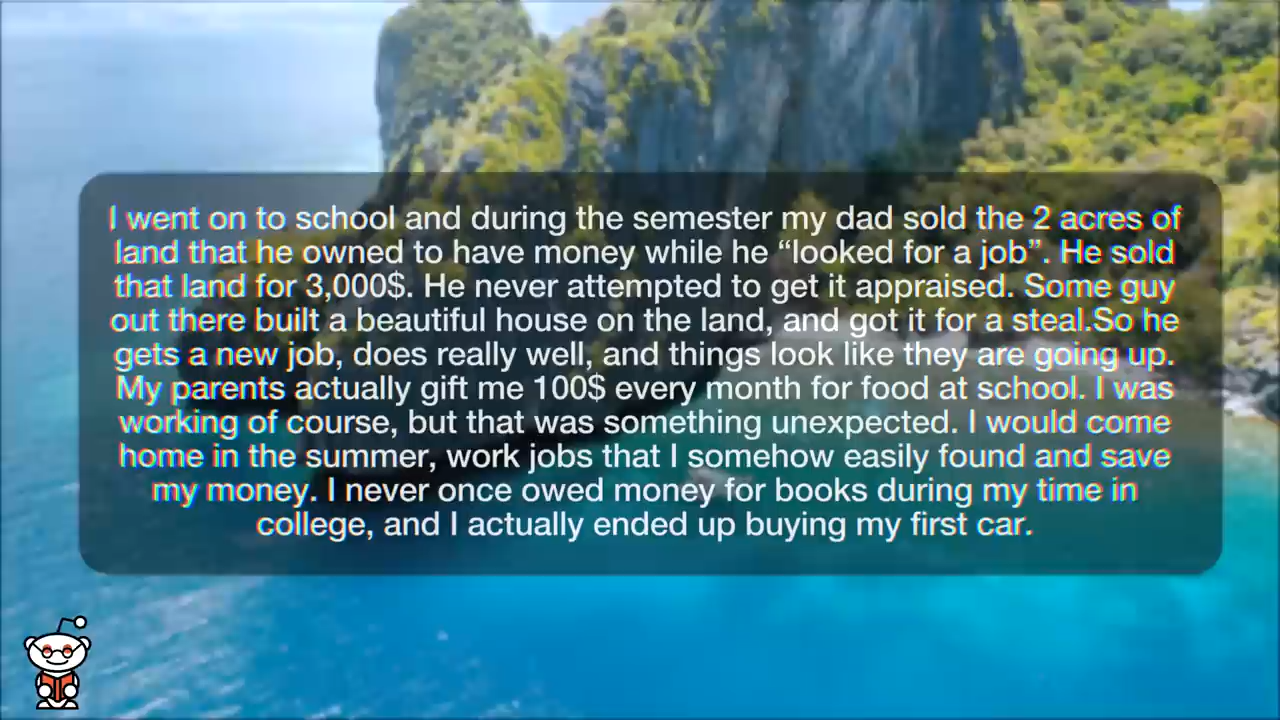 I went on to school and during the semester my dad sold the 2 acres of
land that he owned to have money while he “looked for a job”. He sold
that land for 3,000$. He never attempted to get it appraised. Some guy
out there built a beautiful house on the land, and got it for a steal.So he
gets a new job, does really well, and things look like they are going up.
My parents actually gift me 100$ every month for food at school. I was
working of course, but that was something unexpected. I would come
home in the summer, work jobs that I somehow easily found and save
my money. I never once owed money for books during my time in
college, and I actually ended up buying my first car.